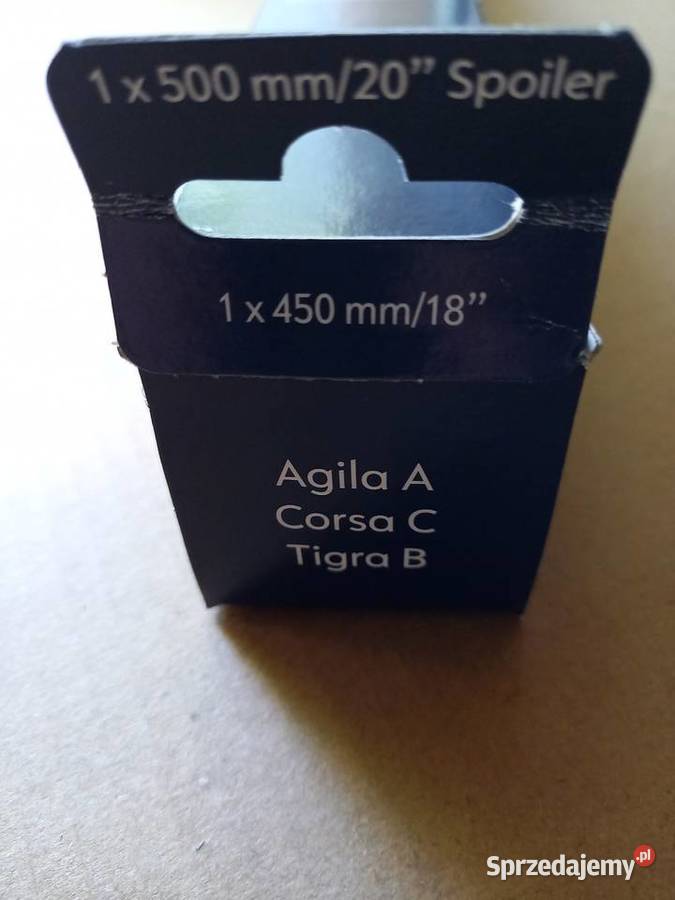 1 x 500 mm/20” Spoiler
1 x 450 mm/18”
Agila A
Corsa C
Tigra B
Sprzedajemy.pl